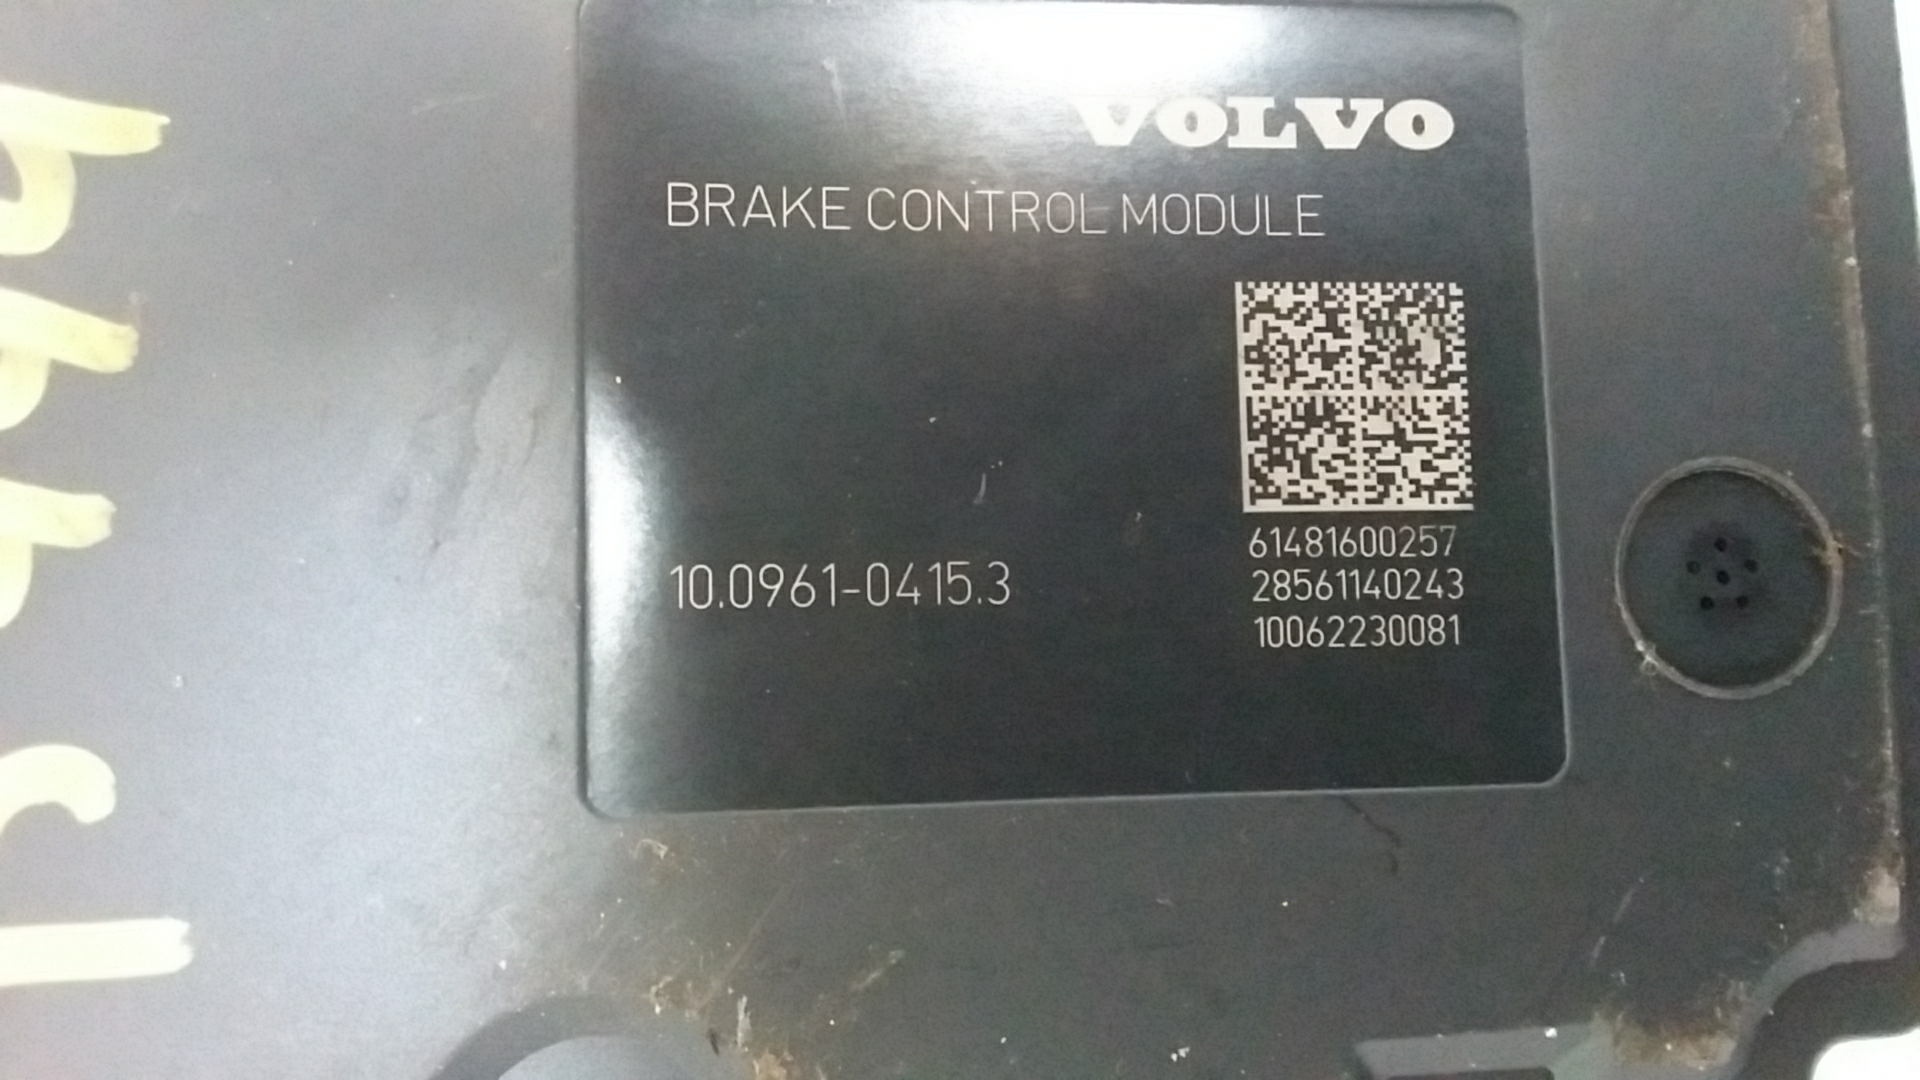 VOLVO
BRAKE CONTROL MODULE
10.0961-0415.3
61481600257
28561140243
10062230081